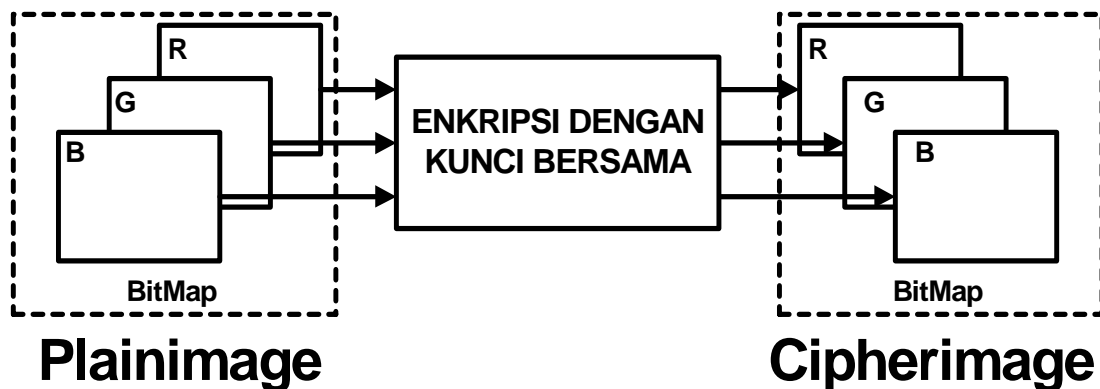 R
G
B
BitMap
Plainimage
ENKRIPSI DENGAN
KUNCI BERSAMA
R
G
B
BitMap
Cipherimage